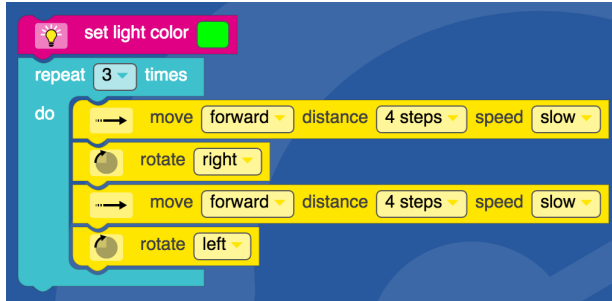 set light color
repeat 3 times
do
move forward distance 4 steps speed slow
rotate right
move forward distance 4 steps speed slow
rotate left